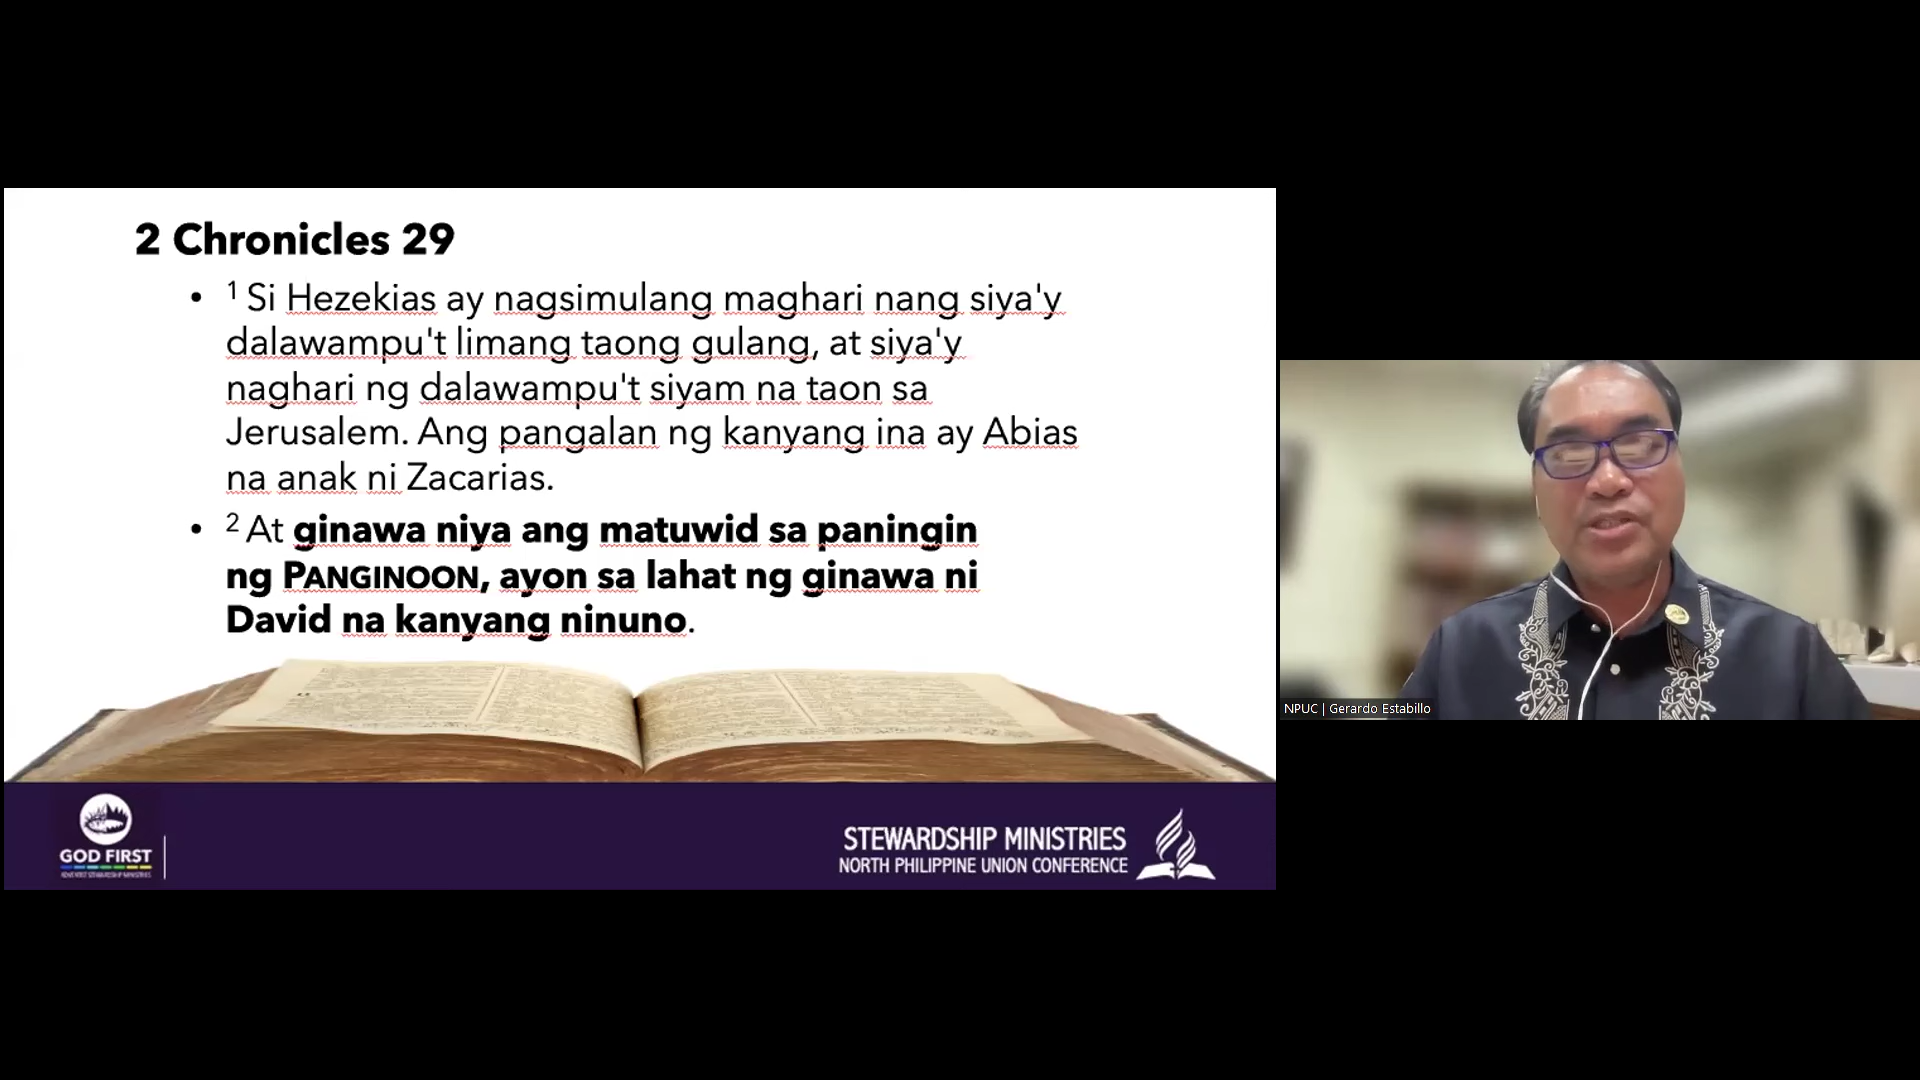 2 Chronicles 29
• 1 Si Hezekias ay nagsimulang maghari nang siya'y
dalawampu't limang taong gulang, at siya'y
naghari ng dalawampu't siyam na taon sa
Jerusalem. Ang pangalan ng kanyang ina ay Abias
na anak ni Zacarias.
• 2 At ginawa niya ang matuwid sa paningin
ng PANGINOON, ayon sa lahat ng ginawa ni
David na kanyang ninuno.
GOD FIRST
ADVENTIST STEWARDSHIP MINISTRIES
STEWARDSHIP MINISTRIES
NORTH PHILIPPINE UNION CONFERENCE
NPUC | Gerardo Estabillo